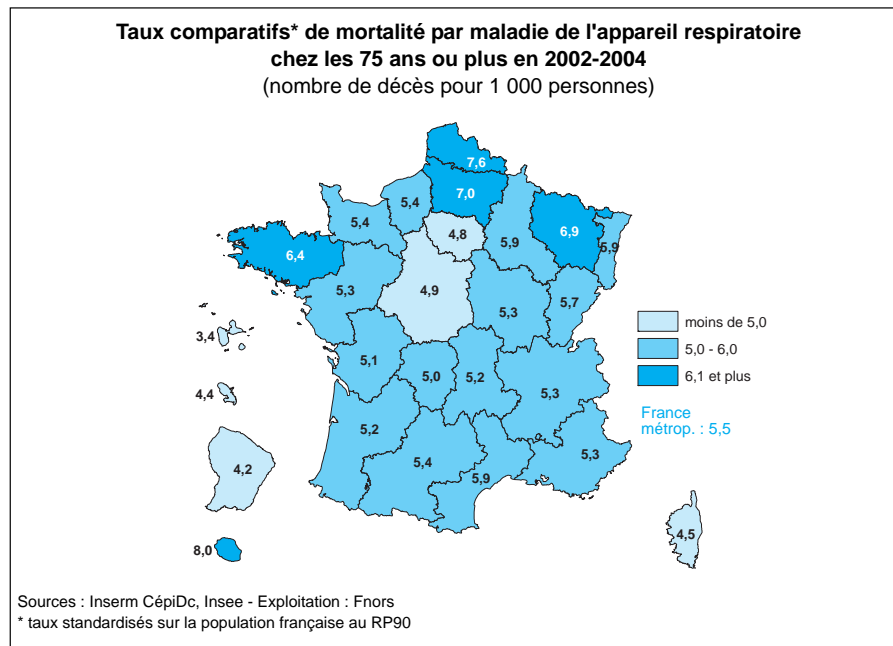 Taux comparatifs* de mortalité par maladie de l'appareil respiratoire
chez les 75 ans ou plus en 2002-2004
(nombre de décès pour 1 000 personnes)
7,6
7,0
5,4
5,4
4,8
5,9
6,9
5,9
6,4
5,3
4,9
5,3
5,7
3,4
5,1
5,0
5,2
5,3
4,4
5,2
5,4
5,9
5,3
4,2
8,0
4,5
moins de 5,0
5,0 - 6,0
6,1 et plus
France
métrop. : 5,5
Sources : Inserm CépiDc, Insee - Exploitation : Fnors
* taux standardisés sur la population française au RP90